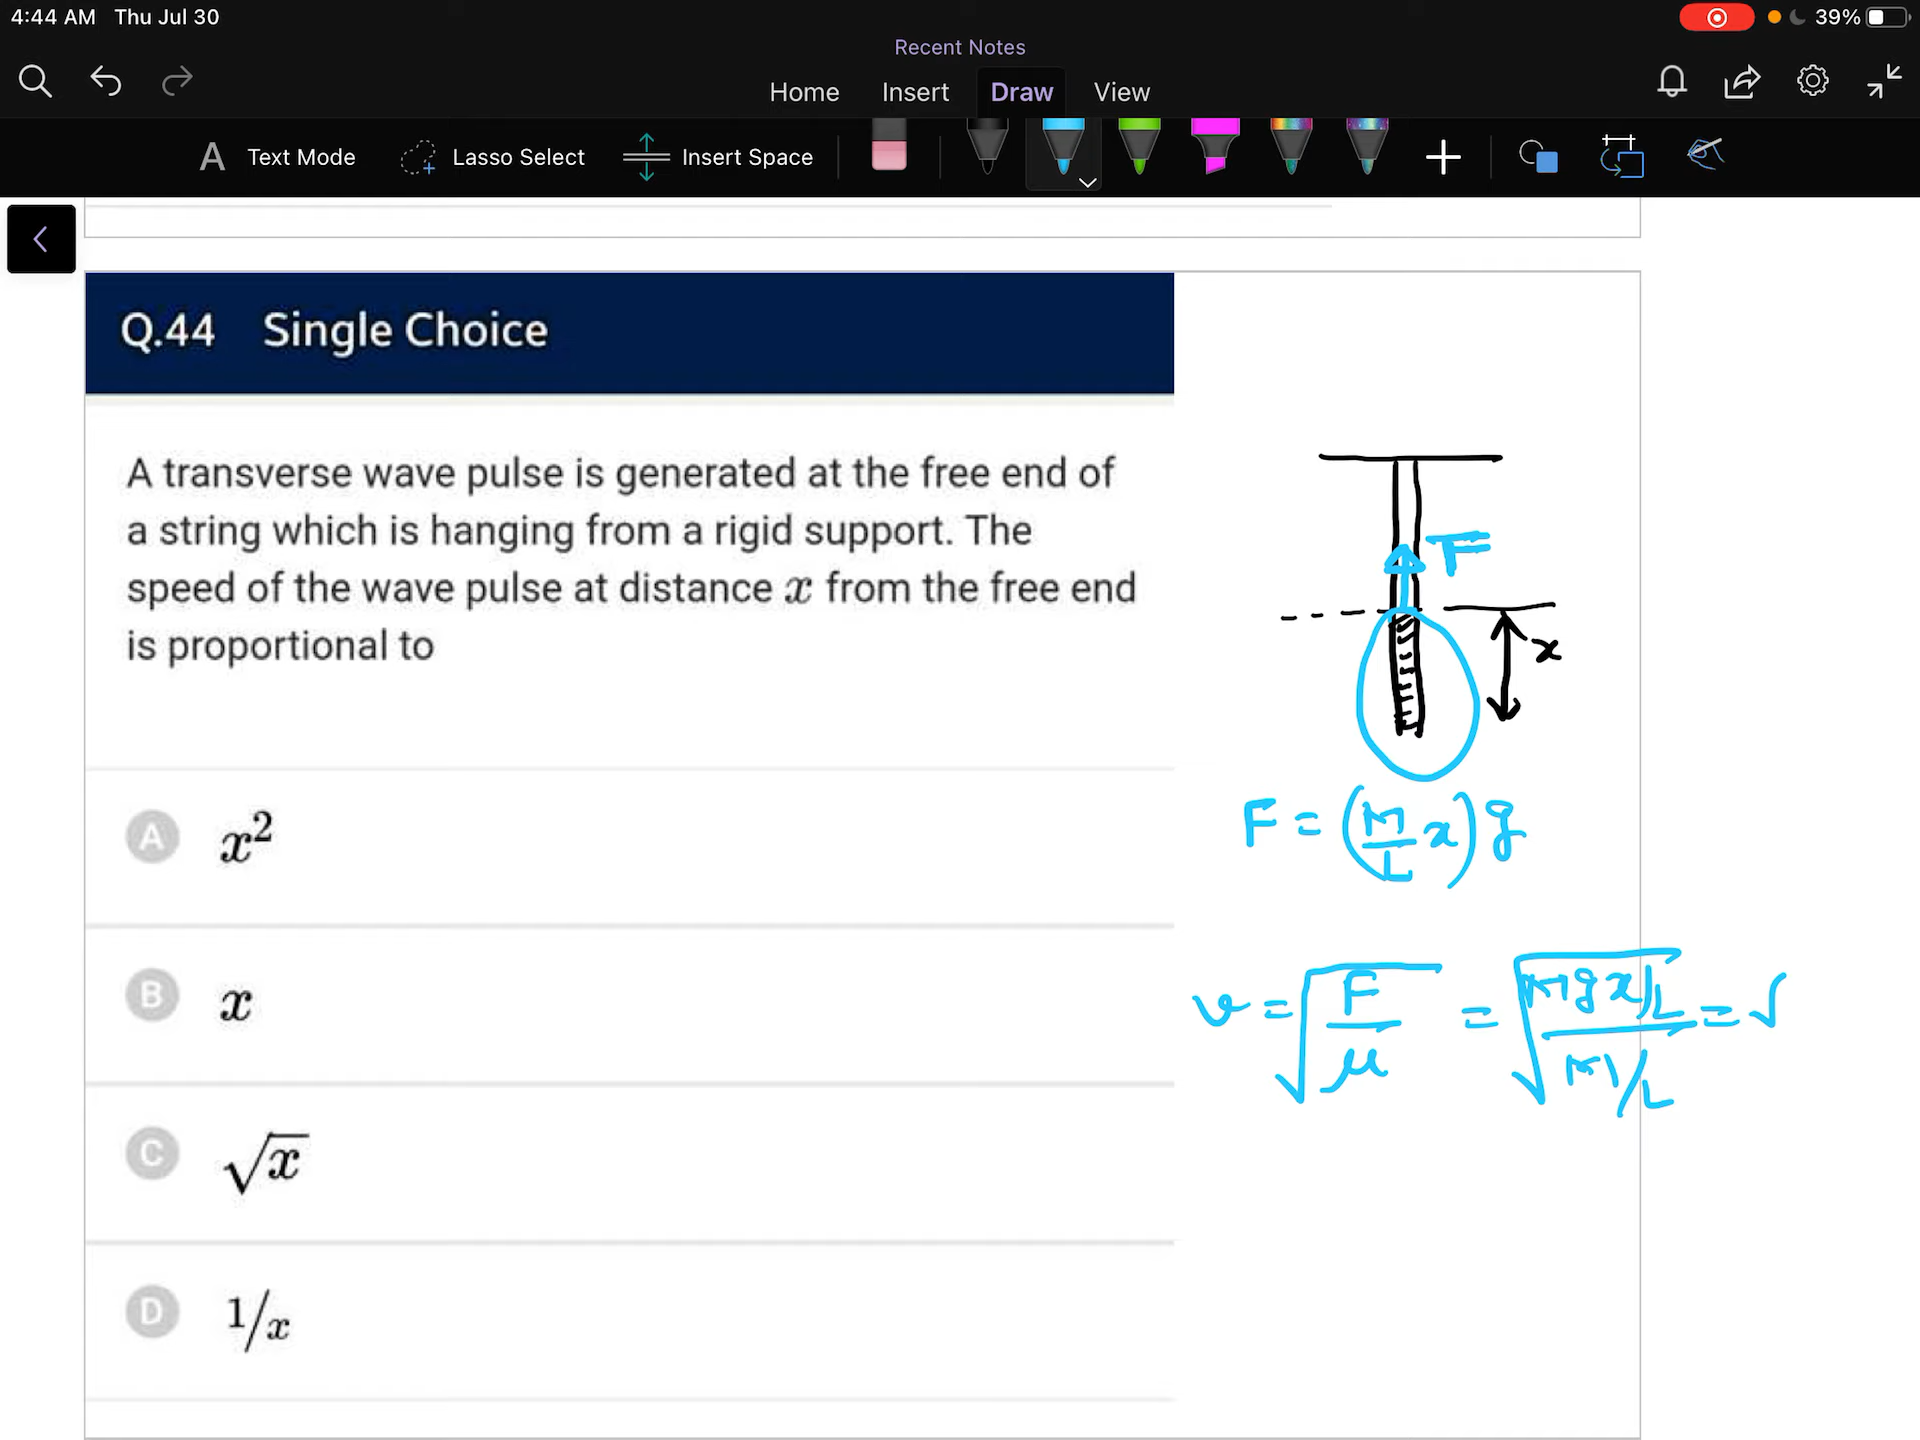 4:44 AM Thu Jul 30
39%
Recent Notes
Home Insert Draw View
A Text Mode Lasso Select Insert Space
Q.44 Single Choice
A transverse wave pulse is generated at the free end of
a string which is hanging from a rigid support. The
speed of the wave pulse at distance x from the free end
is proportional to
A x²
B x
C √x
D 1/x
F
x
F = (M/L x) g
v = √(F/μ) = √((Mgx/L)/(M/L)) = √